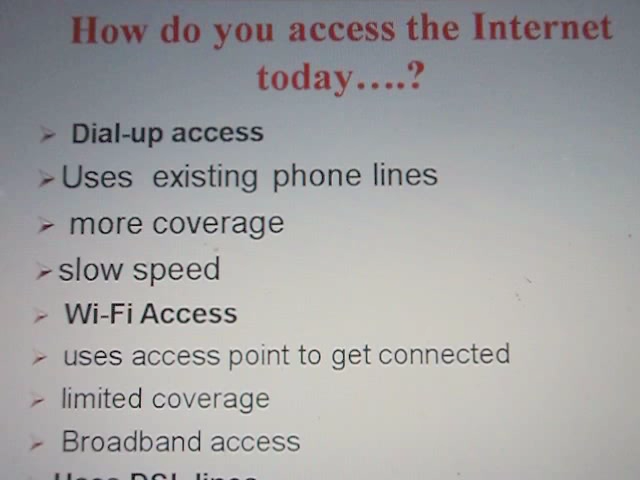 How do you access the Internet
today....?
Dial-up access
Uses existing phone lines
more coverage
slow speed
Wi-Fi Access
uses access point to get connected
limited coverage
Broadband access
Uses DSL lines